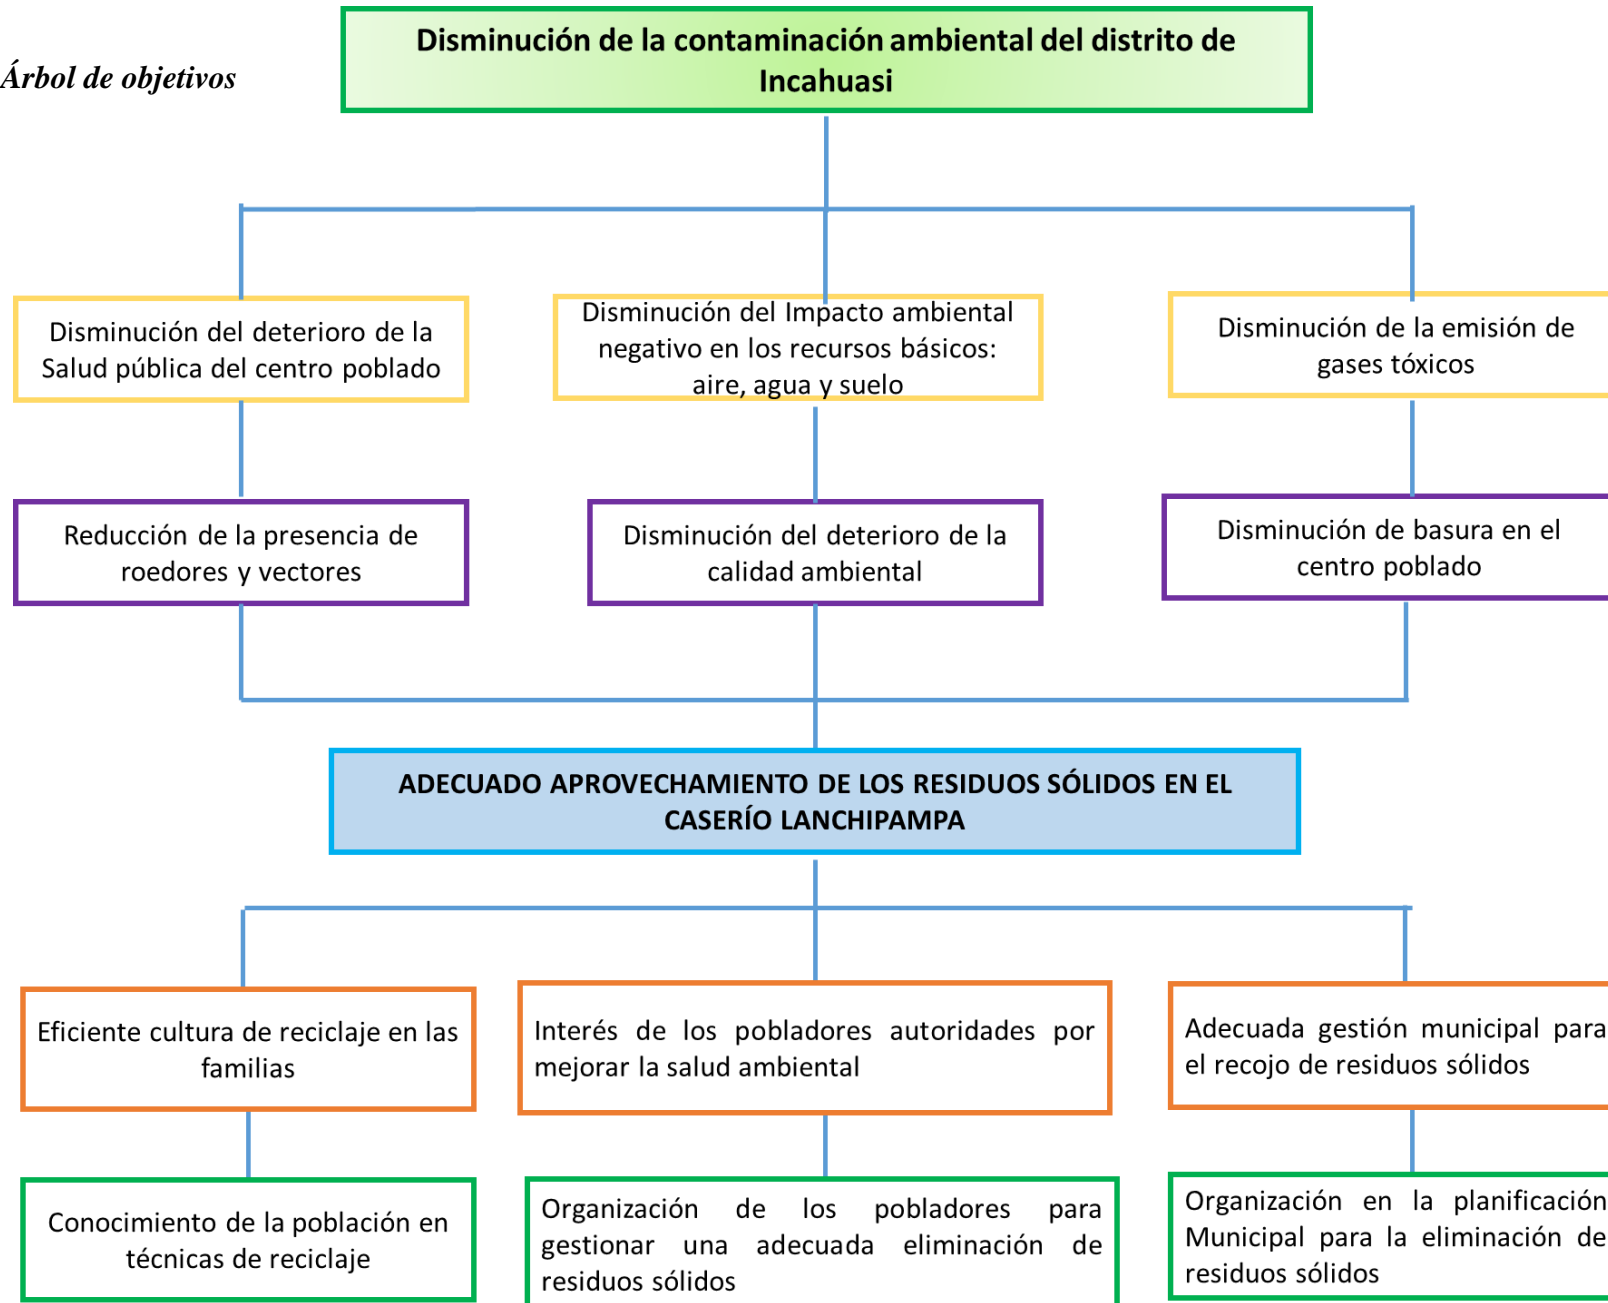 Árbol de objetivos
Disminución de la contaminación ambiental del distrito de
Incahuasi
Disminución del deterioro de la
Salud pública del centro poblado
Disminución del Impacto ambiental
negativo en los recursos básicos:
aire, agua y suelo
Disminución de la emisión de
gases tóxicos
Reducción de la presencia de
roedores y vectores
Disminución del deterioro de la
calidad ambiental
Disminución de basura en el
centro poblado
ADECUADO APROVECHAMIENTO DE LOS RESIDUOS SÓLIDOS EN EL
CASERÍO LANCHIPAMPA
Eficiente cultura de reciclaje en las
familias
Interés de los pobladores autoridades por
mejorar la salud ambiental
Adecuada gestión municipal para
el recojo de residuos sólidos
Conocimiento de la población en
técnicas de reciclaje
Organización de los pobladores para
gestionar una adecuada eliminación de
residuos sólidos
Organización en la planificación
Municipal para la eliminación de
residuos sólidos